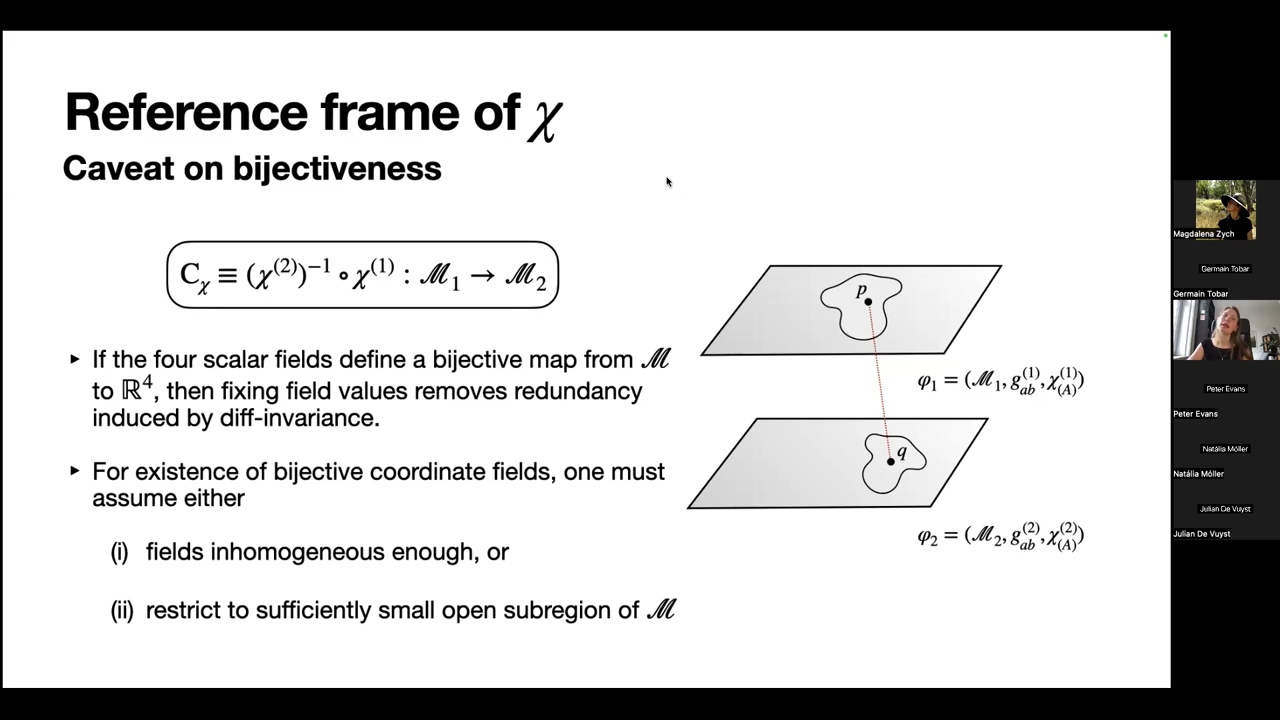 Reference frame of χ
Caveat on bijectiveness
C_χ ≡ (χ^(2))^−1 ∘ χ^(1) : ℳ_1 → ℳ_2
▸ If the four scalar fields define a bijective map from ℳ
to ℝ^4, then fixing field values removes redundancy
induced by diff-invariance.
▸ For existence of bijective coordinate fields, one must
assume either
(i) fields inhomogeneous enough, or
(ii) restrict to sufficiently small open subregion of ℳ
p
φ_1 = (ℳ_1, g_ab^(1), χ_(A)^(1))
q
φ_2 = (ℳ_2, g_ab^(2), χ_(A)^(2))
Magdalena Zych
Germain Tobar
Germain Tobar
Peter Evans
Peter Evans
Natália Móller
Natália Móller
Julian De Vuyst
Julian De Vuyst